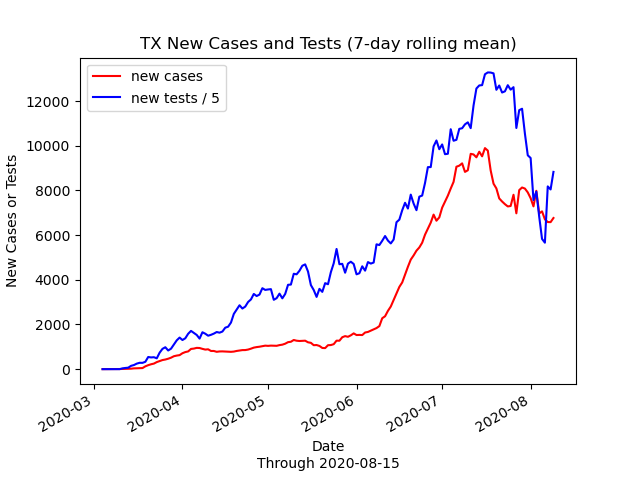 TX New Cases and Tests (7-day rolling mean)
new cases
new tests / 5
New Cases or Tests
12000
10000
8000
6000
4000
2000
0
2020-03
2020-04
2020-05
2020-06
2020-07
2020-08
Date
Through 2020-08-15